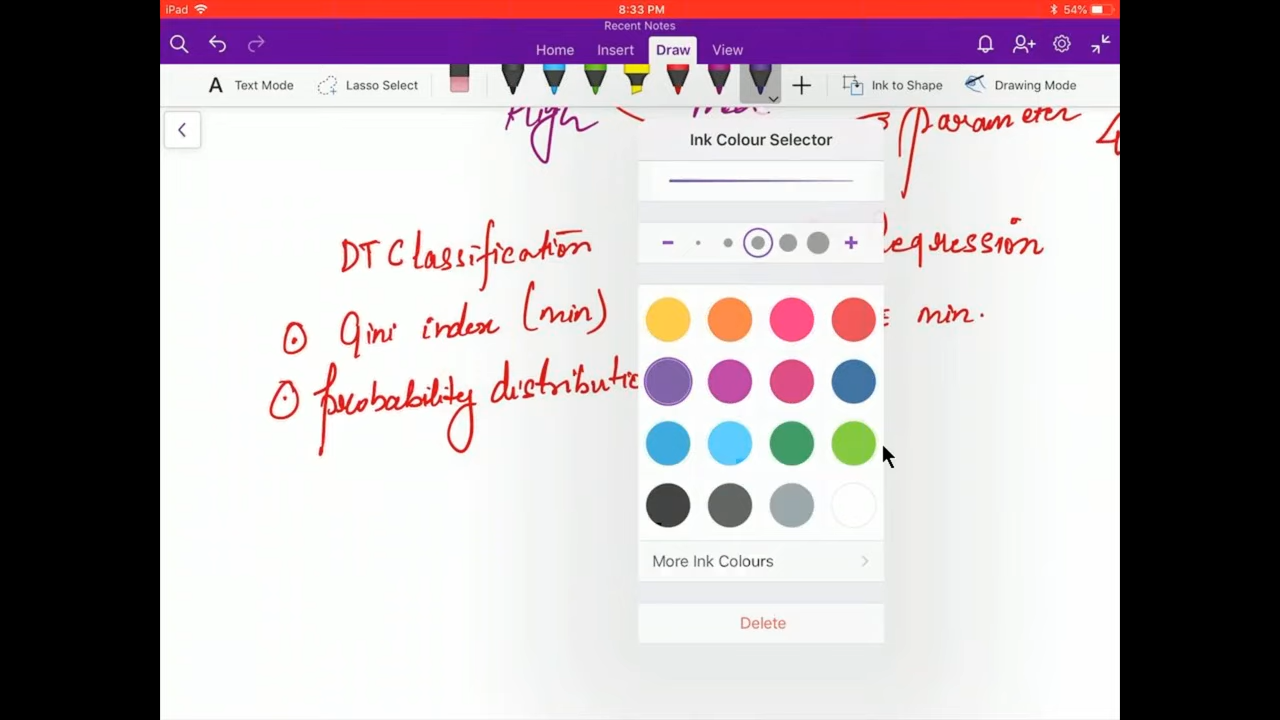 iPad 8:33 PM 54%
Recent Notes
Home Insert Draw View
A Text Mode Lasso Select Ink to Shape Drawing Mode
High parameter
Ink Colour Selector
DT Classification Regression
Gini index (min) min.
probability distributio
More Ink Colours
Delete